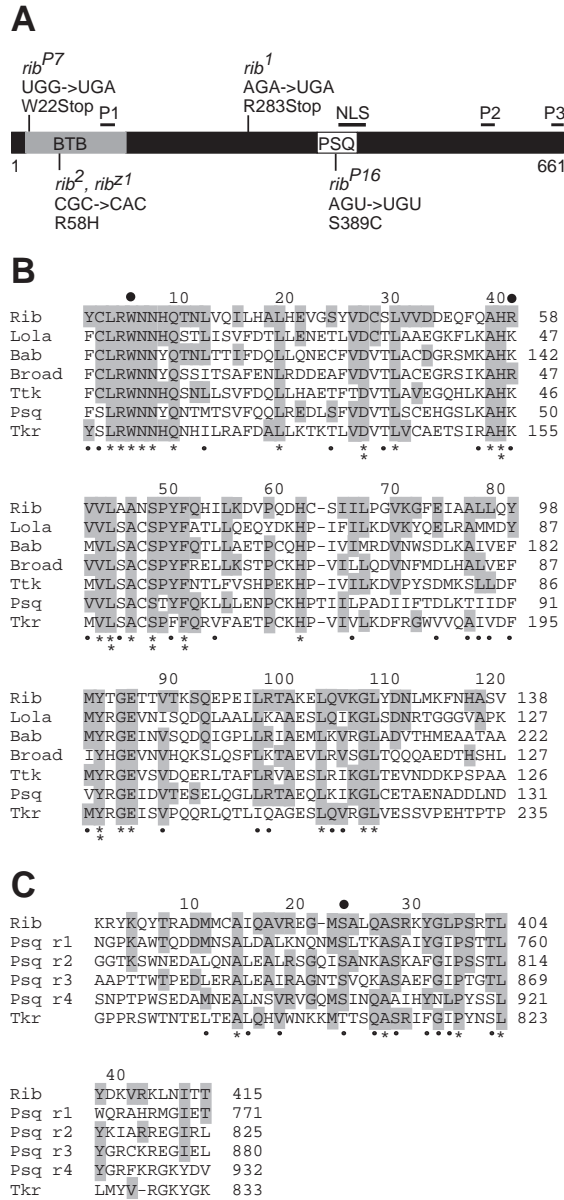 A
rib^P7
UGG->UGA
W22Stop
rib^1
AGA->UGA
R283Stop
P1
NLS
P2
P3
BTB
PSQ
1
661
rib^2, rib^z1
CGC->CAC
R58H
rib^P16
AGU->UGU
S389C
B
● 10 20 30 40●
Rib YCLRWNNHQTNLVQILHALHEVGSYVDCSLVVDDEQFQAHR 58
Lola FCLRWNNHQSTLISVFDTLLENETLVDCTLAAEGKFLKAHK 47
Bab FCLRWNNYQTNLTTIFDQLLQNECFVDVTLACDGRSMKAHK 142
Broad FCLRWNNYQSSITSAFENLRDDEAFVDVTLACEGRSIKAHR 47
Ttk FCLRWNNHQSNLLSVFDQLLHAETFTDVTLAVEGQHLKAHK 46
Psq FSLRWNNYQNTMTSVFQQLREDLSFVDVTLSCEHGSLKAHK 50
Tkr YSLRWNNHQNHILRAFDALLKTKTLVDVTLVCAETSIRAHK 155
50 60 70 80
Rib VVLAANSPYFQHILKDVPQDHC-SIILPGVKGFEIAALLQY 98
Lola VVLSACSPYFATLLQEQYDKHP-IFILKDVKYQELRAMMDY 87
Bab MVLSACSPYFQTLLAETPCQHP-IVIMRDVNWSDLKAIVEF 182
Broad VVLSACSPYFRELLKSTPCKHP-VILLQDVNFMDLHALVEF 87
Ttk MVLSACSPYFNTLFVSHPEKHP-IVILKDVPYSDMKSLLDF 86
Psq VVLSACSTYFQKLLLENPCKHPTIILPADIIFTDLKTIIDF 91
Tkr MVLSACSPFFQRVFAETPCKHP-VIVLKDFRGWVVQAIVDF 195
90 100 110 120
Rib MYTGETTVTKSQEPEILRTAKELQVKGLYDNLMKFNHASV 138
Lola MYRGEVNISQDQLAALLKAAESLQIKGLSDNRTGGGVAPK 127
Bab MYKGEINVSQDQIGPLLRIAEMLKVRGLADVTHMEAATAA 222
Broad IYHGEVNVHQKSLQSFLKTAEVLRVSGLTQQQAEDTHSHL 127
Ttk MYRGEVSVDQERLTAFLRVAESLRIKGLTEVNDDKPSPAA 126
Psq VYRGEIDVTESELQGLLRTAEQLKIKGLCETAENADDLND 131
Tkr MYRGEISVPQQRLQTLIQAGESLQVRGLVESSVPEHTPTP 235
C
10 20 ● 30
Rib KRYKQYTRADMMCAIQAVREG-MSALQASRKYGLPSRTL 404
Psq r1 NGPKAWTQDDMNSALDALKNQNMSLTKASAIYGIPSTTL 760
Psq r2 GGTKSWNEDALQNALEALRSGQISANKASKAFGIPSSTL 814
Psq r3 AAPTTWTPEDLERALEAIRAGNTSVQKASAEFGIPTGTL 869
Psq r4 SNPTPWSEDAMNEALNSVRVGQMSINQAAIHYNLPYSSL 921
Tkr GPPRSWTNTELTEALQHVWNKKMTTSQASRIFGIPYNSL 823
40
Rib YDKVRKLNITT 415
Psq r1 WQRAHRMGIET 771
Psq r2 YKIARREGIRL 825
Psq r3 YGRCKREGIEL 880
Psq r4 YGRFKRGKYDV 932
Tkr LMYV-RGKYGK 833